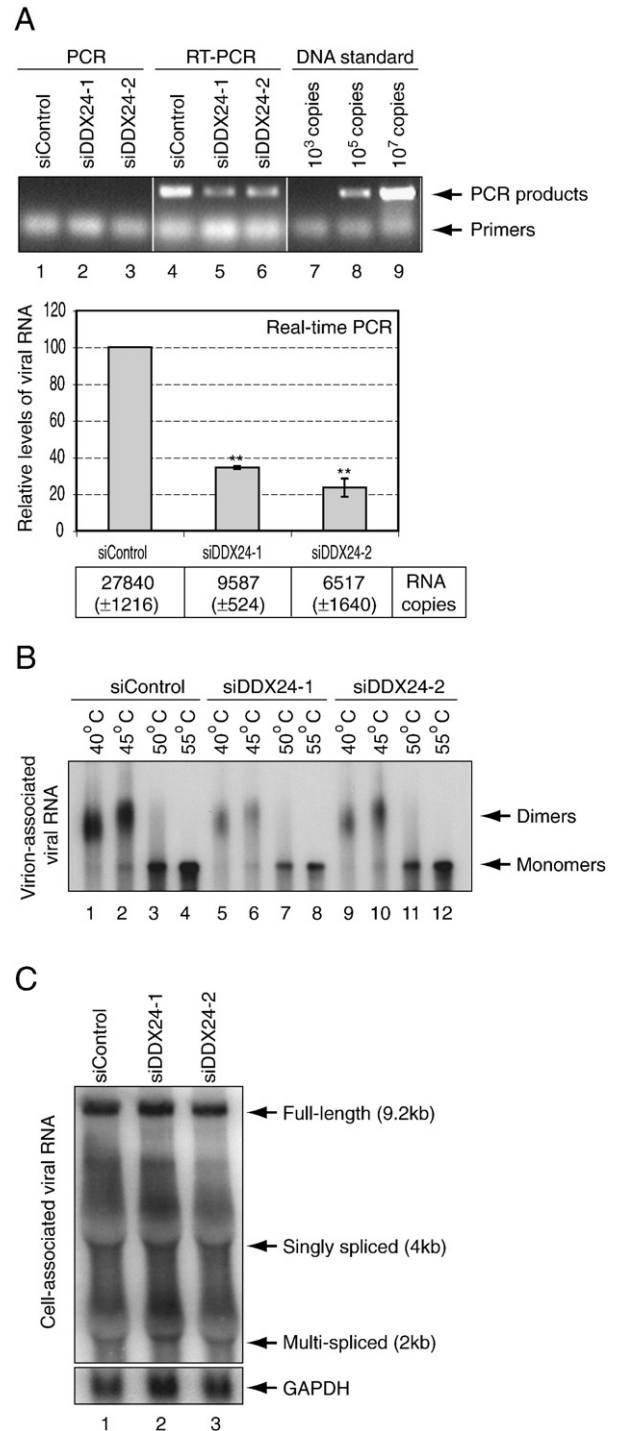 A
PCR RT-PCR DNA standard
siControl siDDX24-1 siDDX24-2 siControl siDDX24-1 siDDX24-2 10³ copies 10⁵ copies 10⁷ copies
PCR products
Primers
1 2 3 4 5 6 7 8 9
Relative levels of viral RNA
120
100
80
60
40
20
0
Real-time PCR
** **
siControl siDDX24-1 siDDX24-2
27840 9587 6517 RNA
(±1216) (±524) (±1640) copies
B
siControl siDDX24-1 siDDX24-2
40°C 45°C 50°C 55°C 40°C 45°C 50°C 55°C 40°C 45°C 50°C 55°C
Virion-associated
viral RNA
Dimers
Monomers
1 2 3 4 5 6 7 8 9 10 11 12
C
siControl siDDX24-1 siDDX24-2
Cell-associated viral RNA
Full-length (9.2kb)
Singly spliced (4kb)
Multi-spliced (2kb)
GAPDH
1 2 3